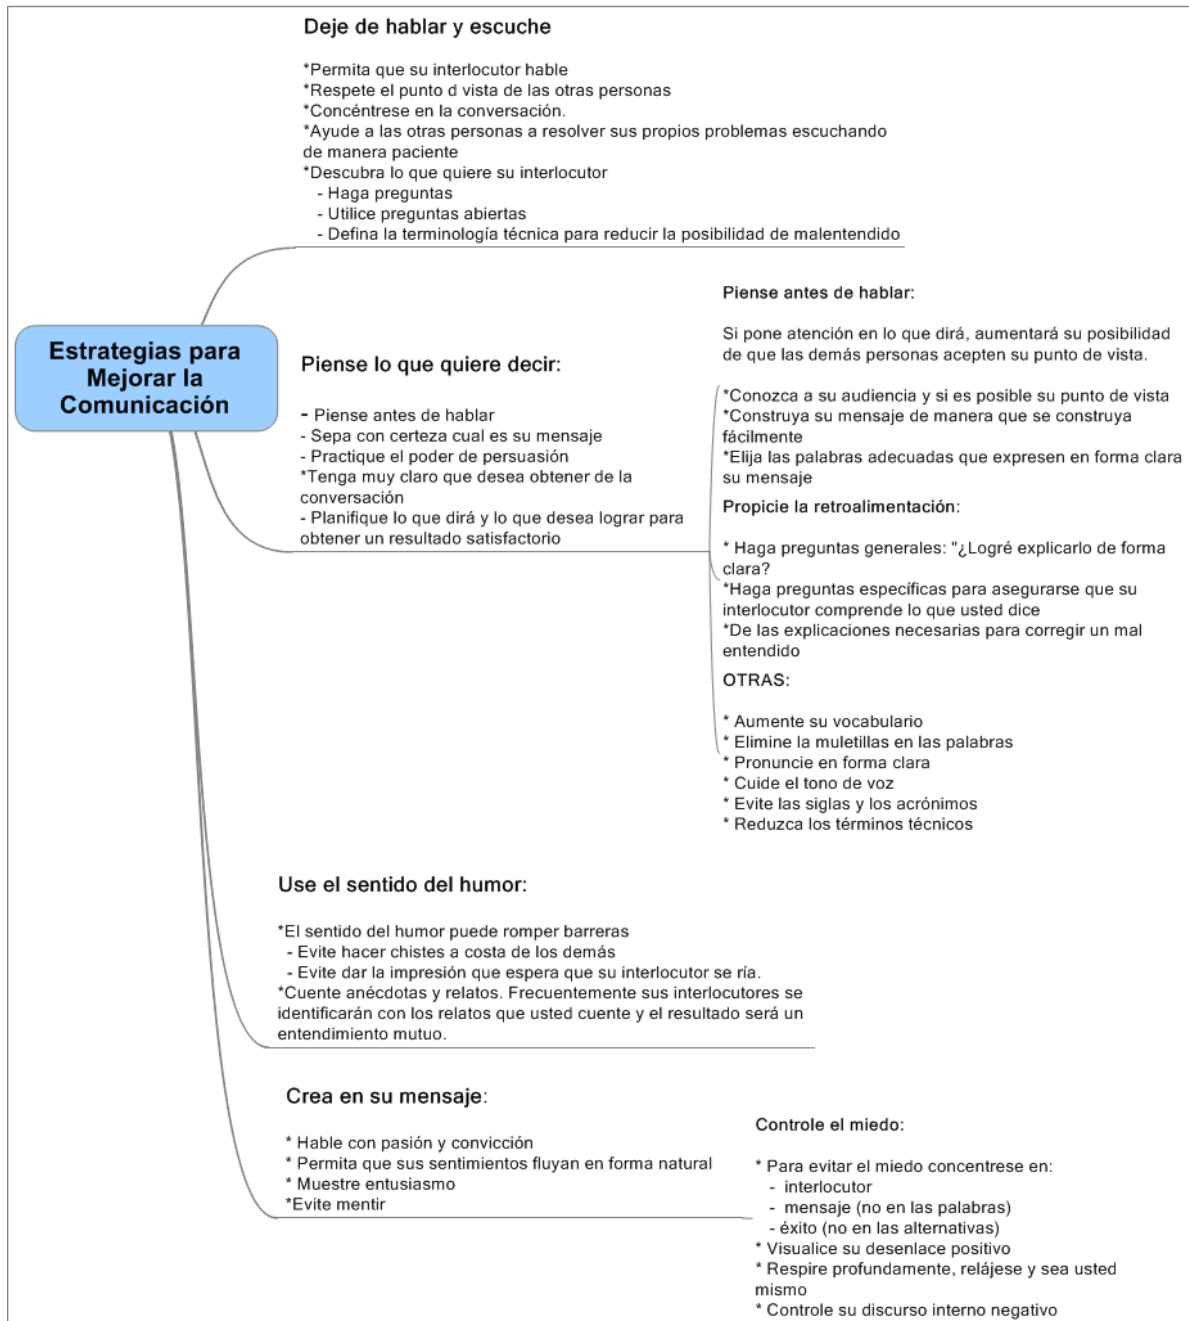 Deje de hablar y escuche
*Permita que su interlocutor hable
*Respete el punto d vista de las otras personas
*Concéntrese en la conversación.
*Ayude a las otras personas a resolver sus propios problemas escuchando
de manera paciente
*Descubra lo que quiere su interlocutor
- Haga preguntas
- Utilice preguntas abiertas
- Defina la terminología técnica para reducir la posibilidad de malentendido
Estrategias para
Mejorar la
Comunicación
Piense lo que quiere decir:
- Piense antes de hablar
- Sepa con certeza cual es su mensaje
- Practique el poder de persuasión
*Tenga muy claro que desea obtener de la
conversación
- Planifique lo que dirá y lo que desea lograr para
obtener un resultado satisfactorio
Piense antes de hablar:
Si pone atención en lo que dirá, aumentará su posibilidad
de que las demás personas acepten su punto de vista.
*Conozca a su audiencia y si es posible su punto de vista
*Construya su mensaje de manera que se construya
fácilmente
*Elija las palabras adecuadas que expresen en forma clara
su mensaje
Propicie la retroalimentación:
* Haga preguntas generales: "¿Logré explicarlo de forma
clara?
*Haga preguntas específicas para asegurarse que su
interlocutor comprende lo que usted dice
*De las explicaciones necesarias para corregir un mal
entendido
OTRAS:
* Aumente su vocabulario
* Elimine la muletillas en las palabras
* Pronuncie en forma clara
* Cuide el tono de voz
* Evite las siglas y los acrónimos
* Reduzca los términos técnicos
Use el sentido del humor:
*El sentido del humor puede romper barreras
- Evite hacer chistes a costa de los demás
- Evite dar la impresión que espera que su interlocutor se ría.
*Cuente anécdotas y relatos. Frecuentemente sus interlocutores se
identificarán con los relatos que usted cuente y el resultado será un
entendimiento mutuo.
Crea en su mensaje:
* Hable con pasión y convicción
* Permita que sus sentimientos fluyan en forma natural
* Muestre entusiasmo
*Evite mentir
Controle el miedo:
* Para evitar el miedo concentrese en:
- interlocutor
- mensaje (no en las palabras)
- éxito (no en las alternativas)
* Visualice su desenlace positivo
* Respire profundamente, relájese y sea usted
mismo
* Controle su discurso interno negativo